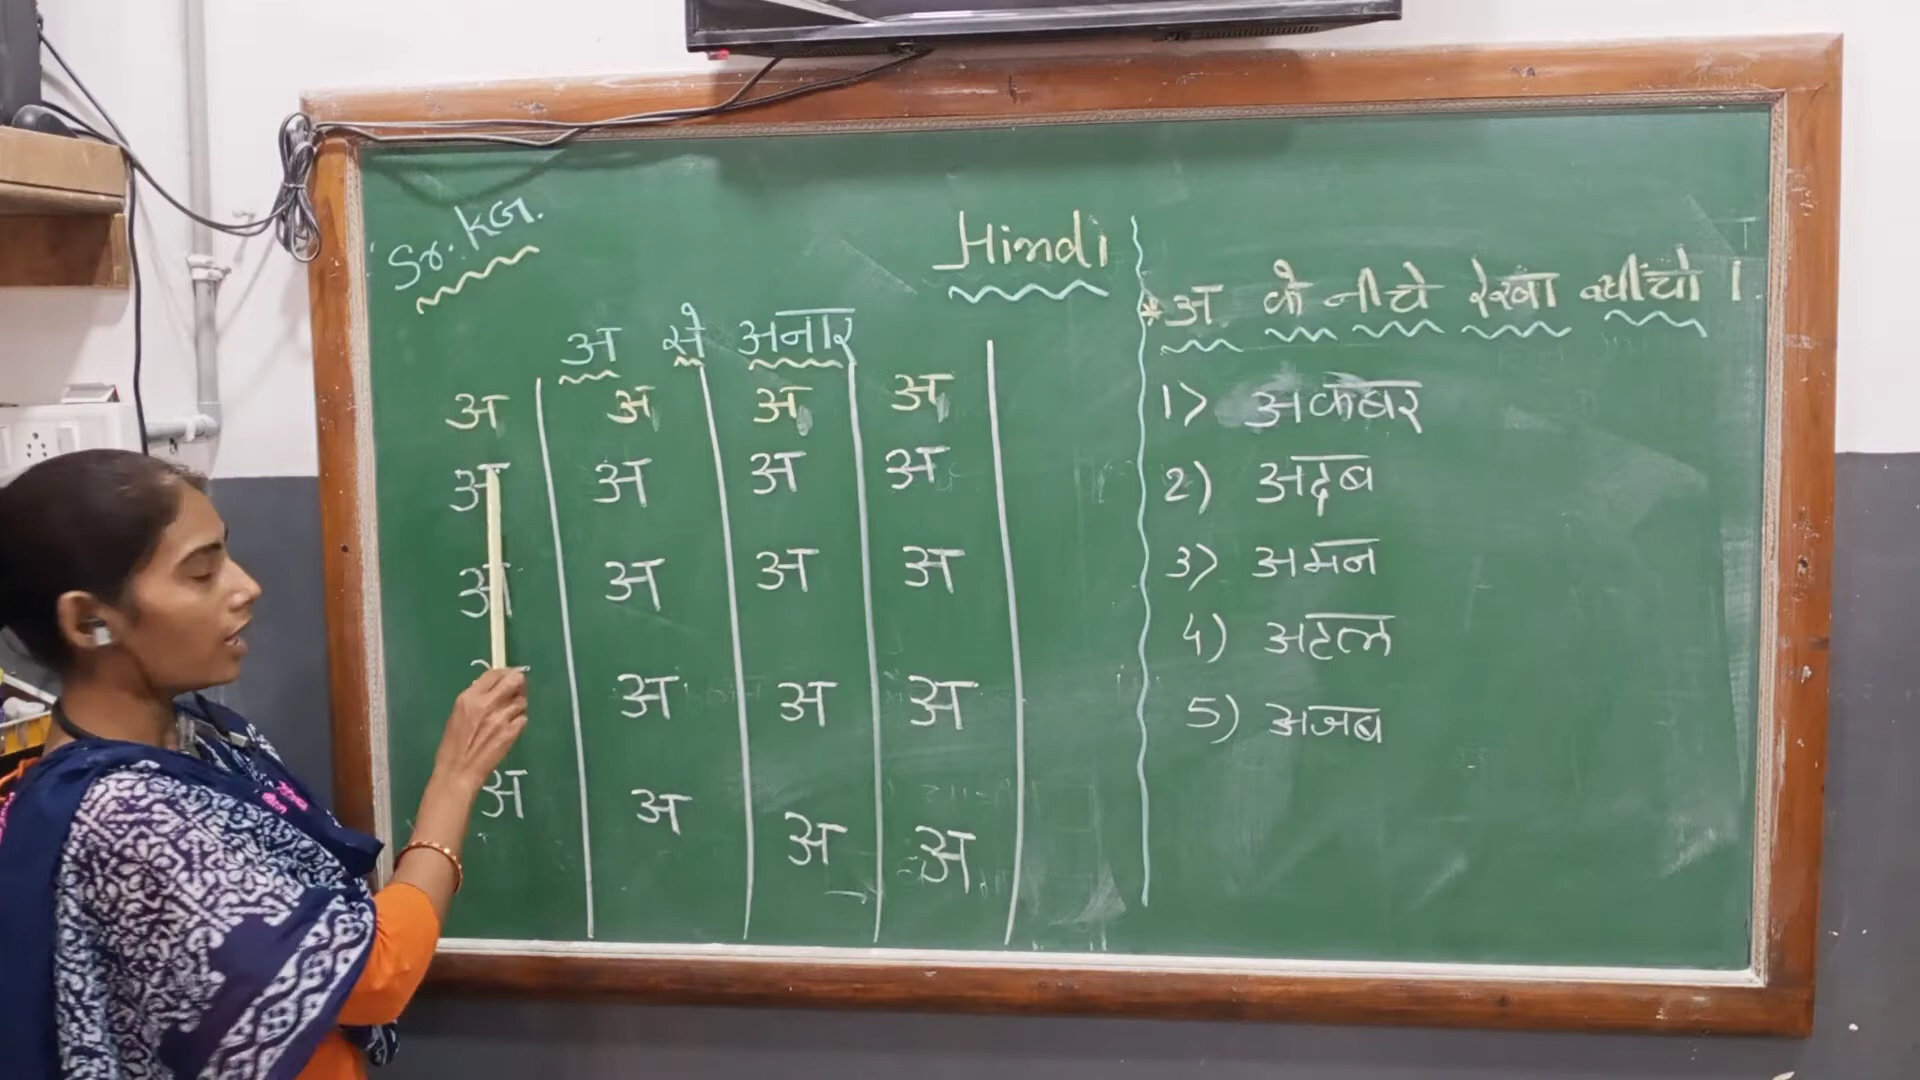 Sr. KG.
Hindi
अ से अनार
अ अ अ अ
अ अ अ अ
अ अ अ अ
अ अ अ अ
अ अ अ अ
* अ के नीचे रेखा खींचो ।
1) अकबर
2) अदब
3) अमन
4) अटल
5) अजब